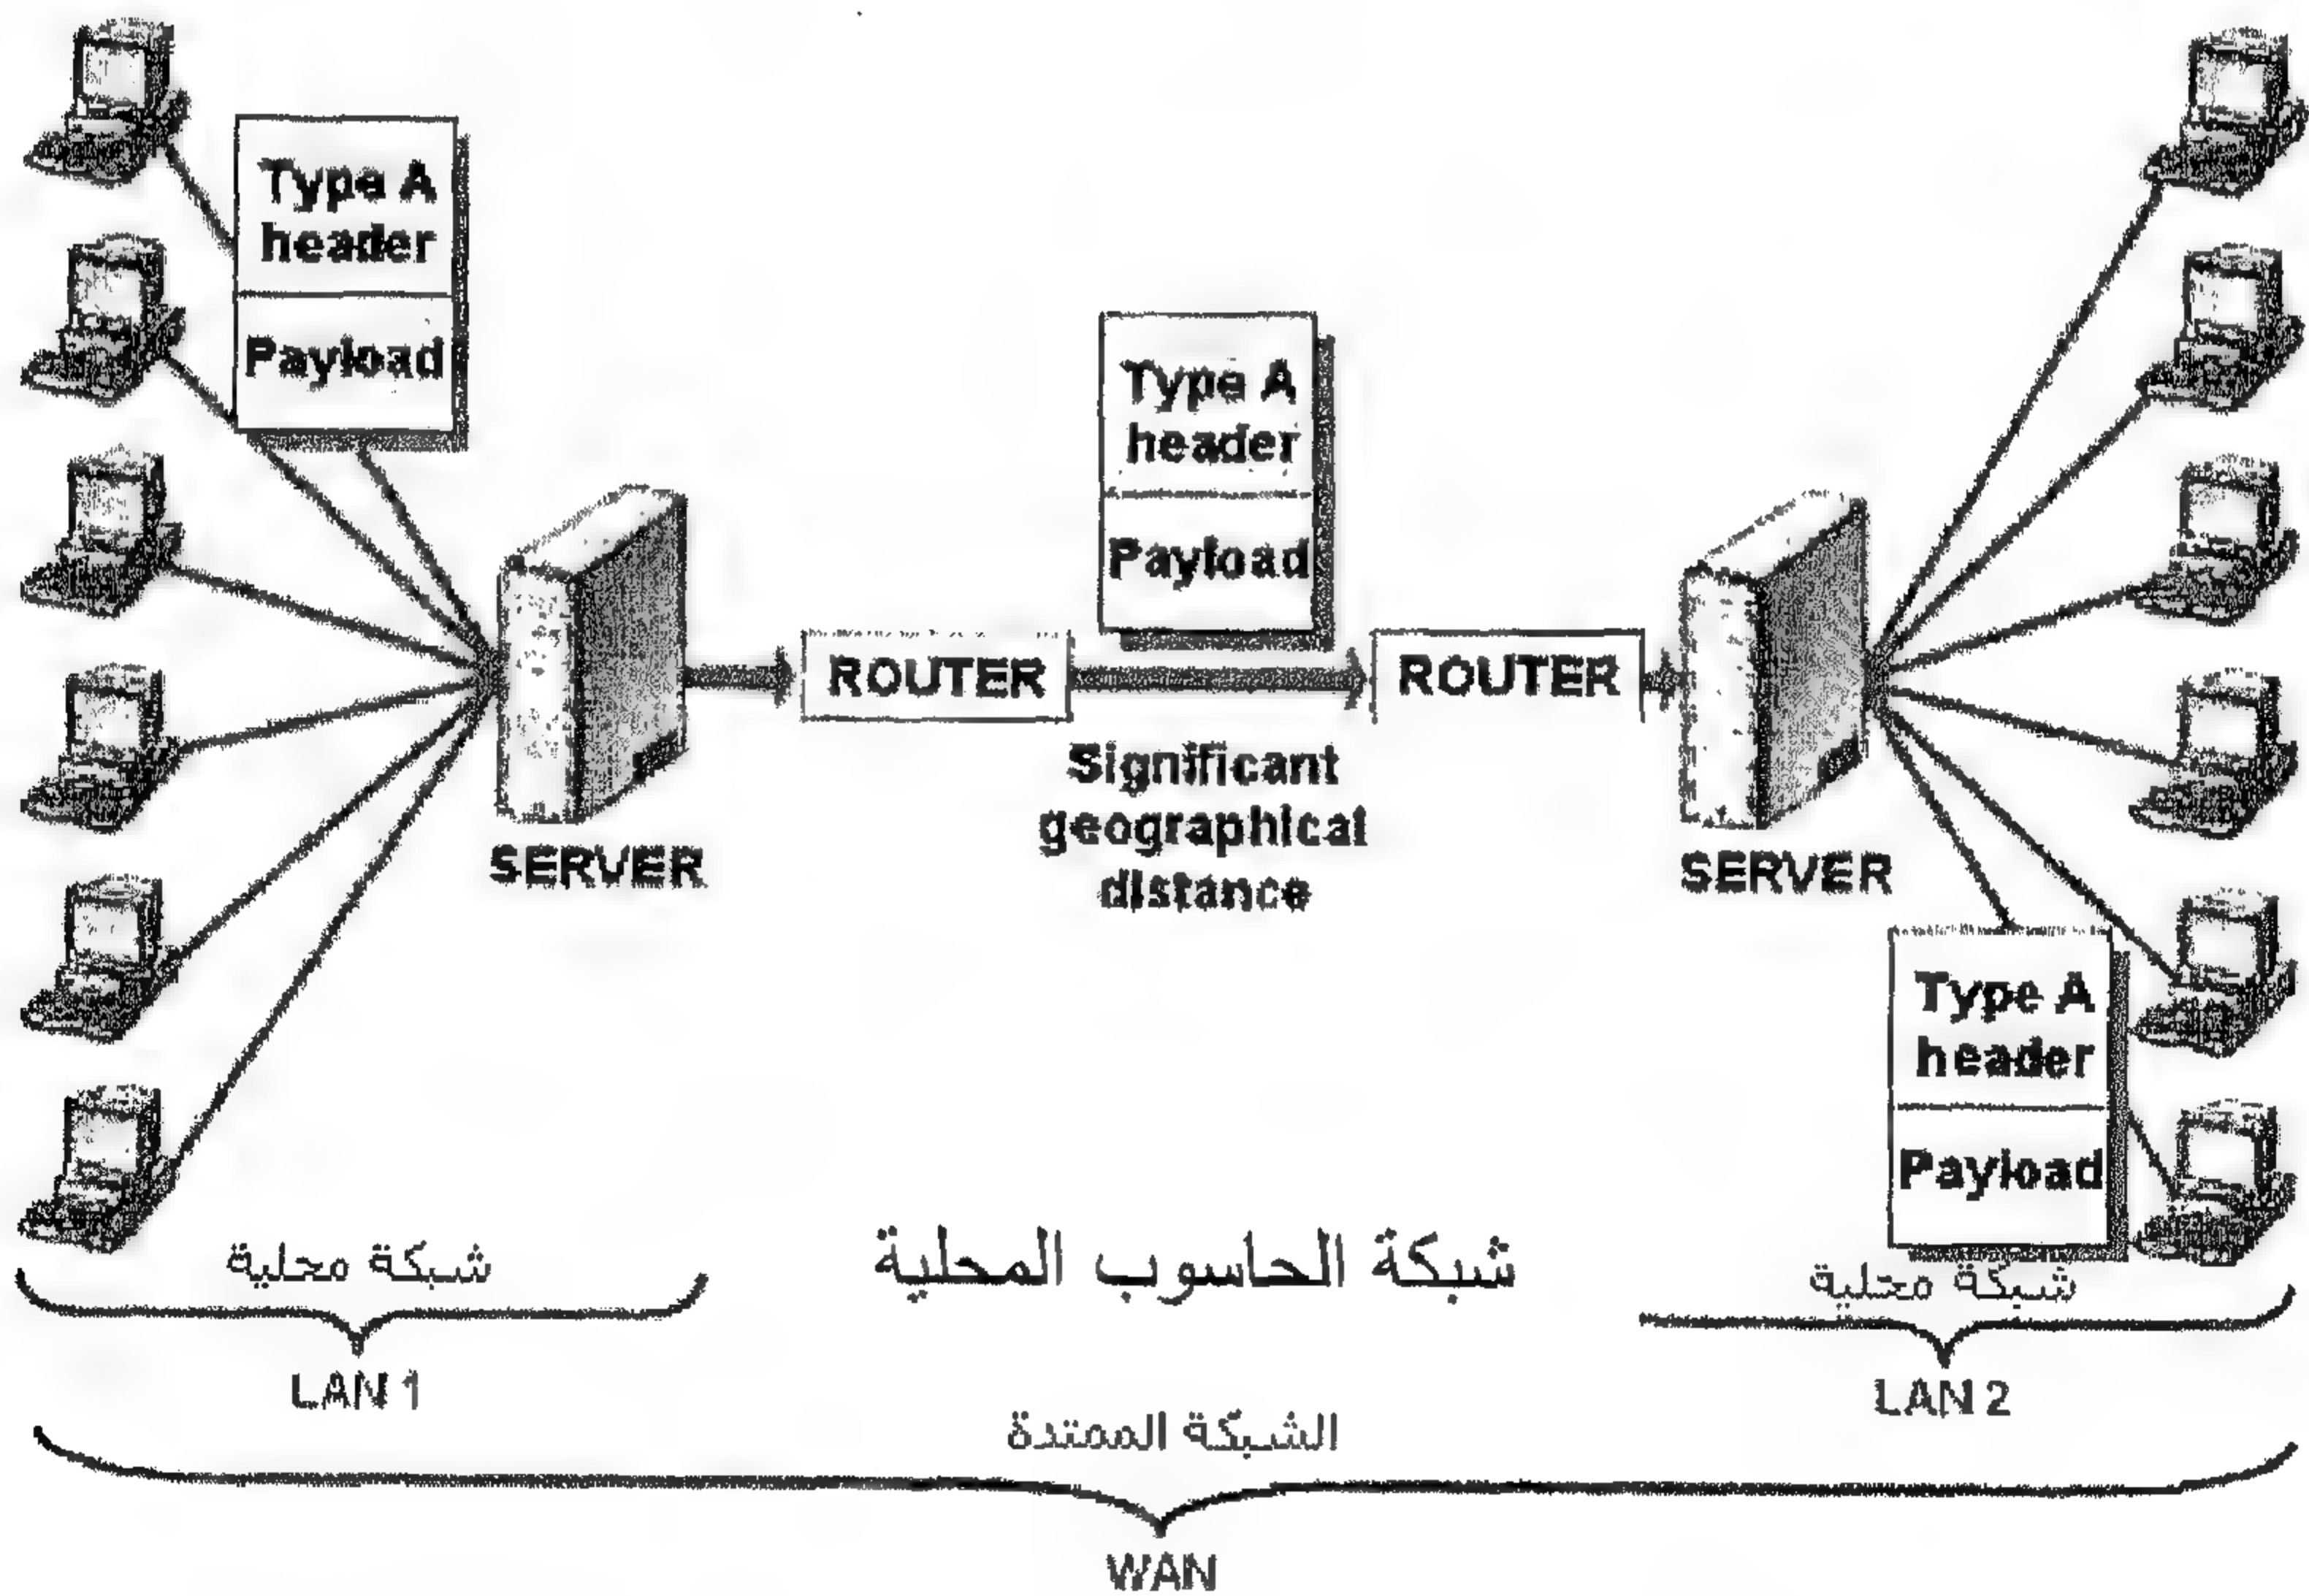 Type A
header
Payload
Type A
header
Payload
ROUTER
ROUTER
Significant
geographical
distance
SERVER
SERVER
Type A
header
Payload
شبكة محلية
شبكة الحاسوب المحلية
شبكة محلية
LAN 1
LAN 2
الشبكة الممتدة
WAN